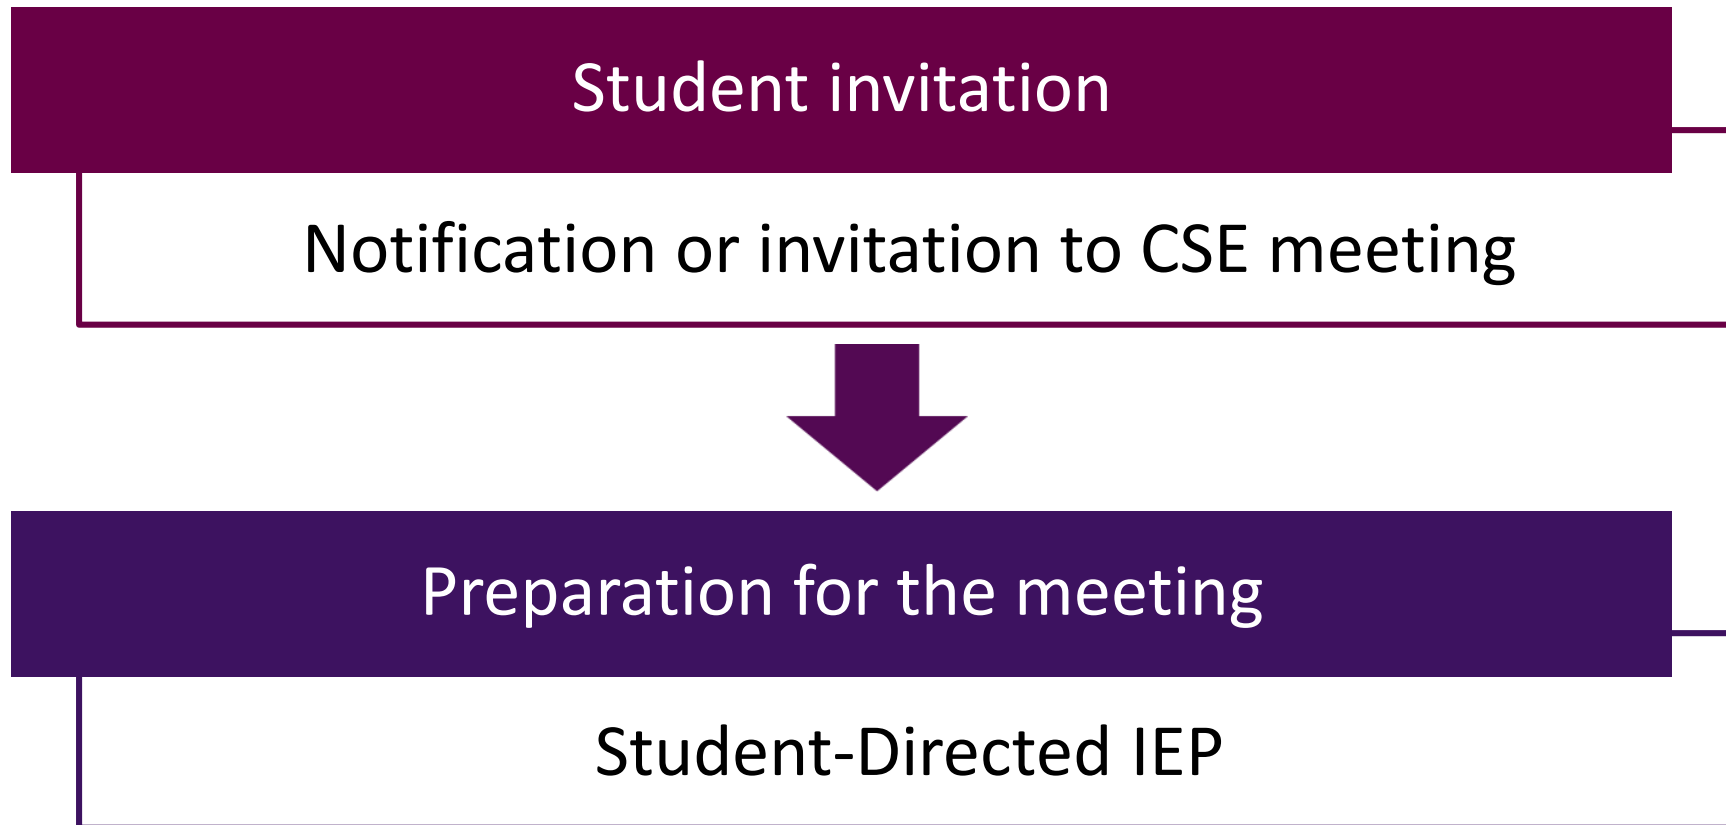 Student invitation
Notification or invitation to CSE meeting
Preparation for the meeting
Student-Directed IEP